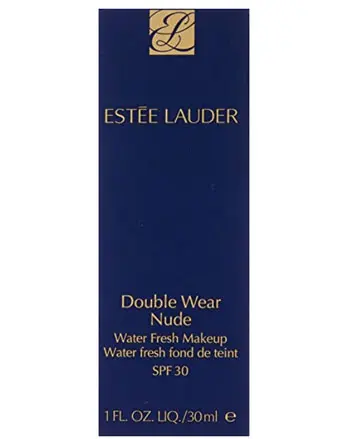 ESTĒE LAUDER
Double Wear
Nude
Water Fresh Makeup
Water fresh fond de teint
SPF 30
1 FL. OZ. LIQ./30 ml e